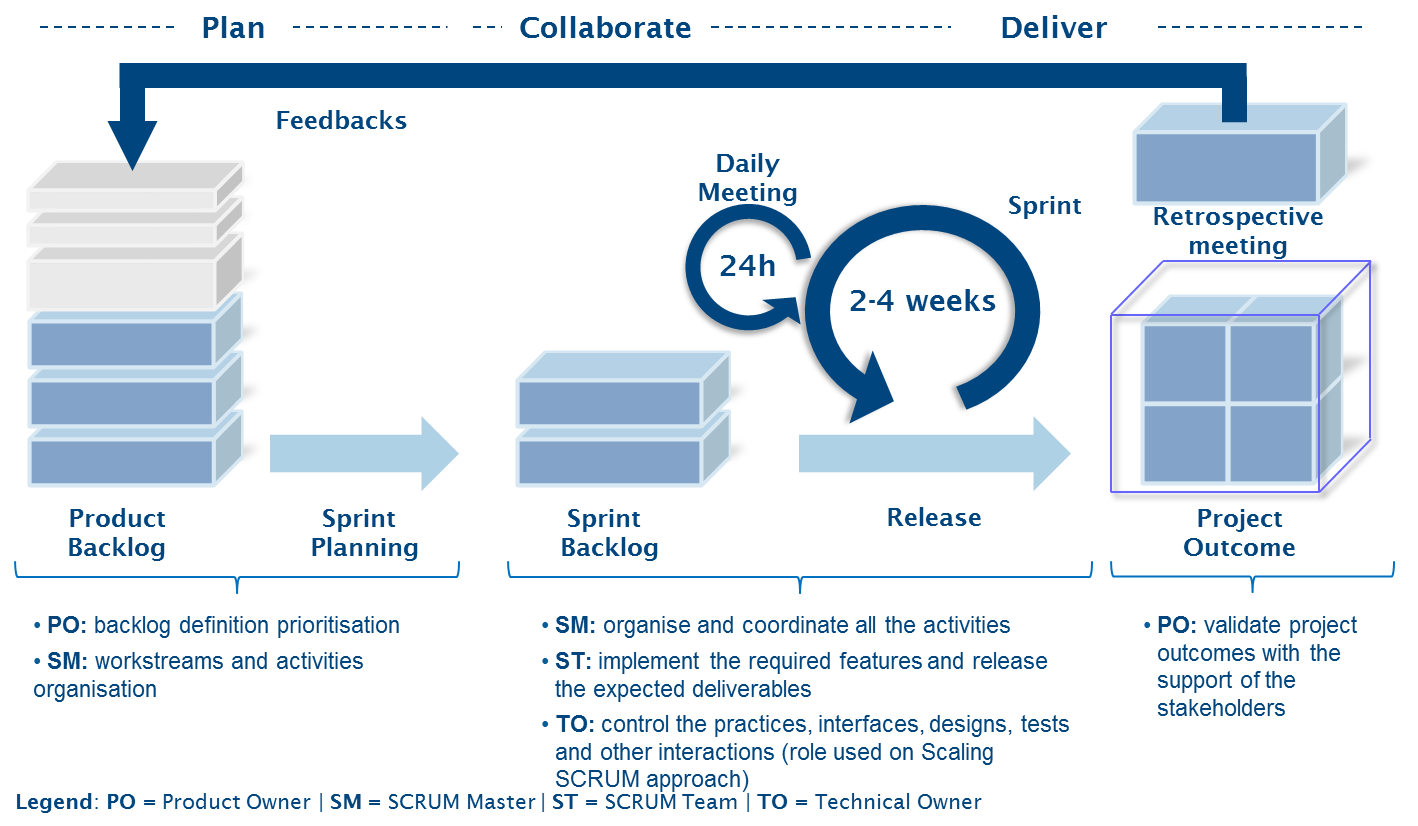 Plan
Collaborate
Deliver
Feedbacks
Daily
Meeting
24h
Sprint
2-4 weeks
Retrospective
meeting
Product
Backlog
Sprint
Planning
Sprint
Backlog
Release
Project
Outcome
• PO: backlog definition prioritisation
• SM: workstreams and activities
organisation
• SM: organise and coordinate all the activities
• ST: implement the required features and release
the expected deliverables
• TO: control the practices, interfaces, designs, tests
and other interactions (role used on Scaling
SCRUM approach)
• PO: validate project
outcomes with the
support of the
stakeholders
Legend: PO = Product Owner | SM = SCRUM Master | ST = SCRUM Team | TO = Technical Owner